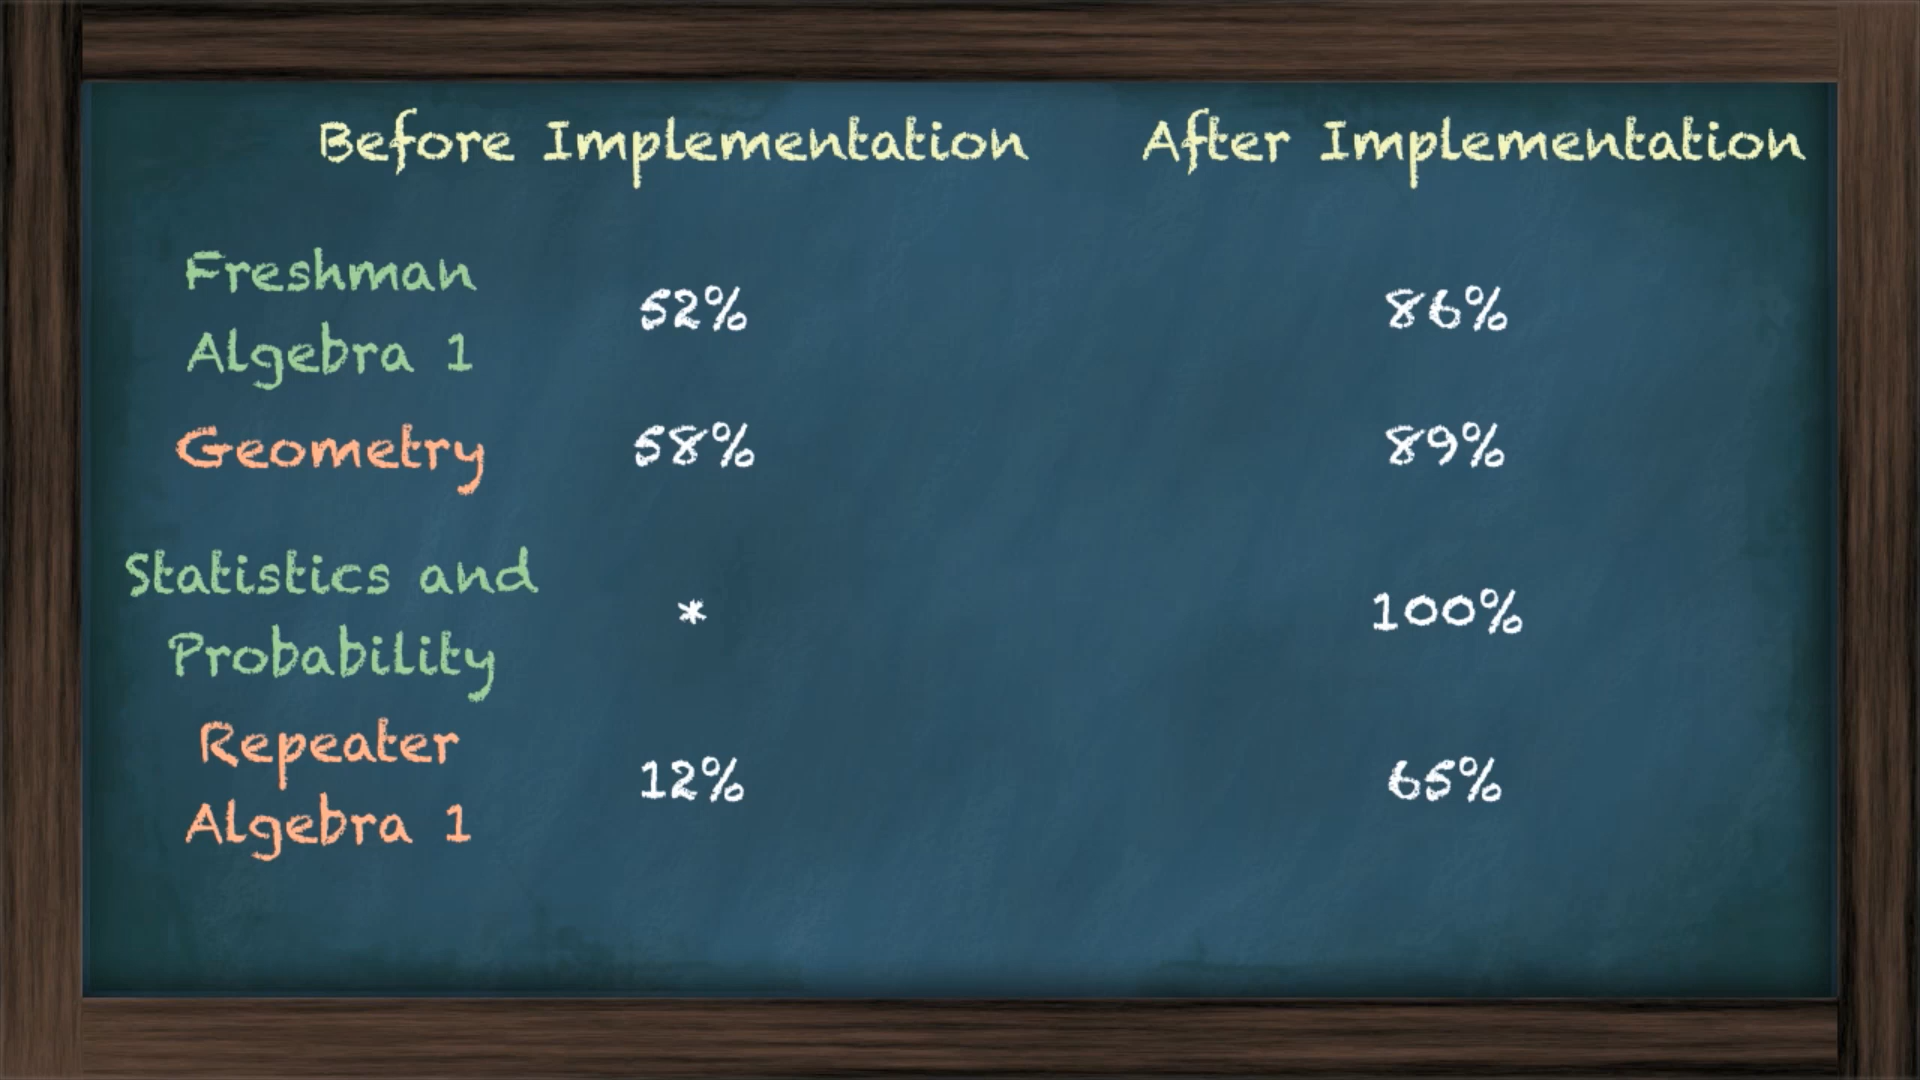 Before Implementation After Implementation
Freshman
Algebra 1
52% 86%
Geometry 58% 89%
Statistics and
Probability
* 100%
Repeater
Algebra 1
12% 65%